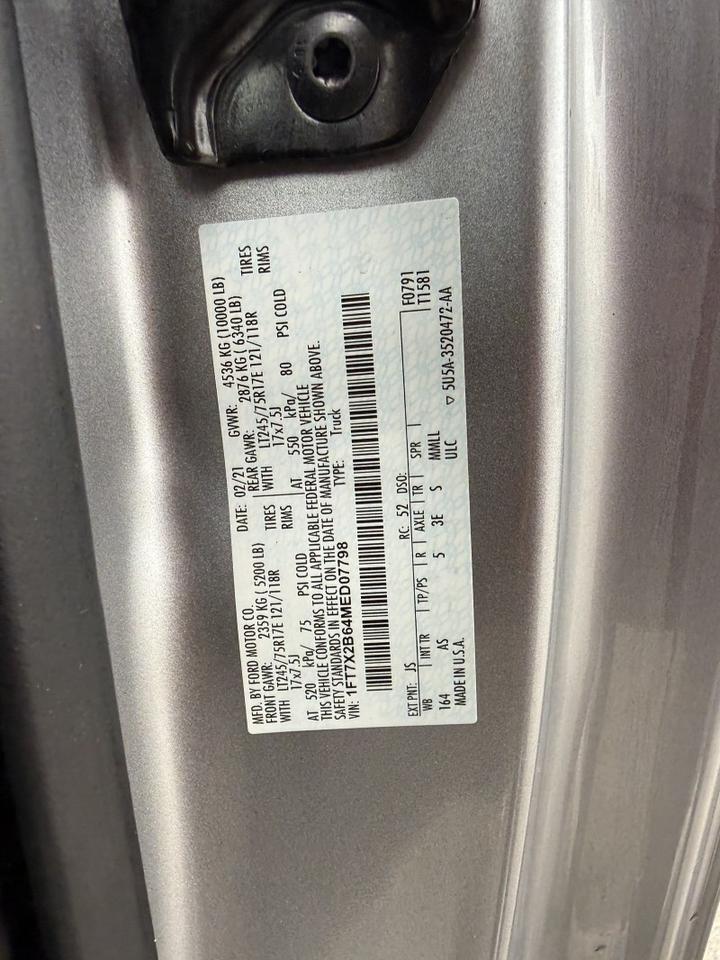 MFD. BY FORD MOTOR CO.
DATE: 02/21 GVWR: 4536 KG (10000 LB)
FRONT GAWR: 2359 KG ( 5200 LB) REAR GAWR: 2876 KG ( 6340 LB)
WITH LT245/75R17E 121/118R TIRES WITH LT245/75R17E 121/118R TIRES
17x7.5J RIMS 17x7.5J RIMS
AT 520 kPa/ 75 PSI COLD AT 550 kPa/ 80 PSI COLD
THIS VEHICLE CONFORMS TO ALL APPLICABLE FEDERAL MOTOR VEHICLE
SAFETY STANDARDS IN EFFECT ON THE DATE OF MANUFACTURE SHOWN ABOVE.
VIN: 1FT7X2B64MED07798 TYPE: Truck
F0791
EXT PNT: JS RC: 52 DSO: T1581
WB INT TR TP/PS R AXLE TR SPR
164 AS 5 3E S MMLL
MADE IN U.S.A. ULC ▽ 5U5A-3520472-AA